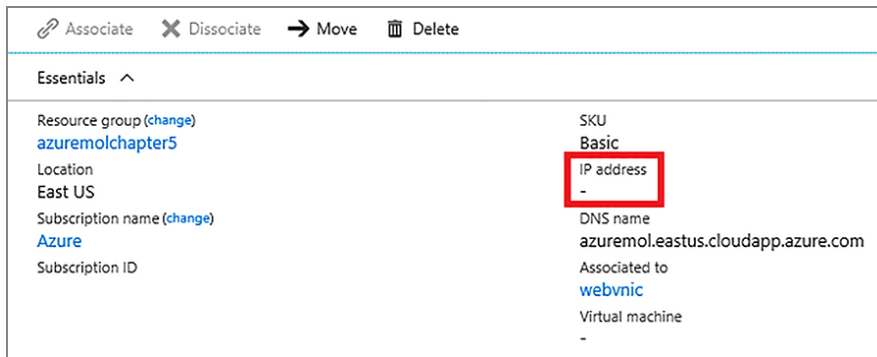 Associate Dissociate Move Delete
Essentials
Resource group (change)
azuremolchapter5
Location
East US
Subscription name (change)
Azure
Subscription ID
SKU
Basic
IP address
-
DNS name
azuremol.eastus.cloudapp.azure.com
Associated to
webvnic
Virtual machine
-